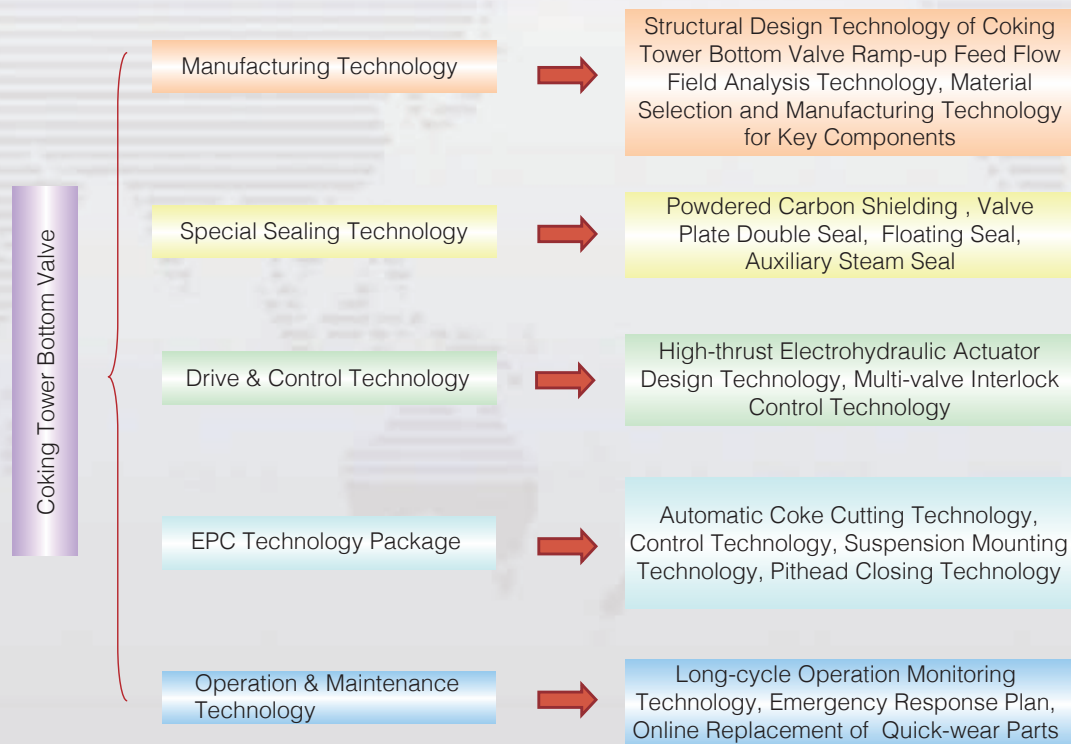 Coking Tower Bottom Valve
Manufacturing Technology
Structural Design Technology of Coking
Tower Bottom Valve Ramp-up Feed Flow
Field Analysis Technology, Material
Selection and Manufacturing Technology
for Key Components
Special Sealing Technology
Powdered Carbon Shielding , Valve
Plate Double Seal, Floating Seal,
Auxiliary Steam Seal
Drive & Control Technology
High-thrust Electrohydraulic Actuator
Design Technology, Multi-valve Interlock
Control Technology
EPC Technology Package
Automatic Coke Cutting Technology,
Control Technology, Suspension Mounting
Technology, Pithead Closing Technology
Operation & Maintenance
Technology
Long-cycle Operation Monitoring
Technology, Emergency Response Plan,
Online Replacement of Quick-wear Parts